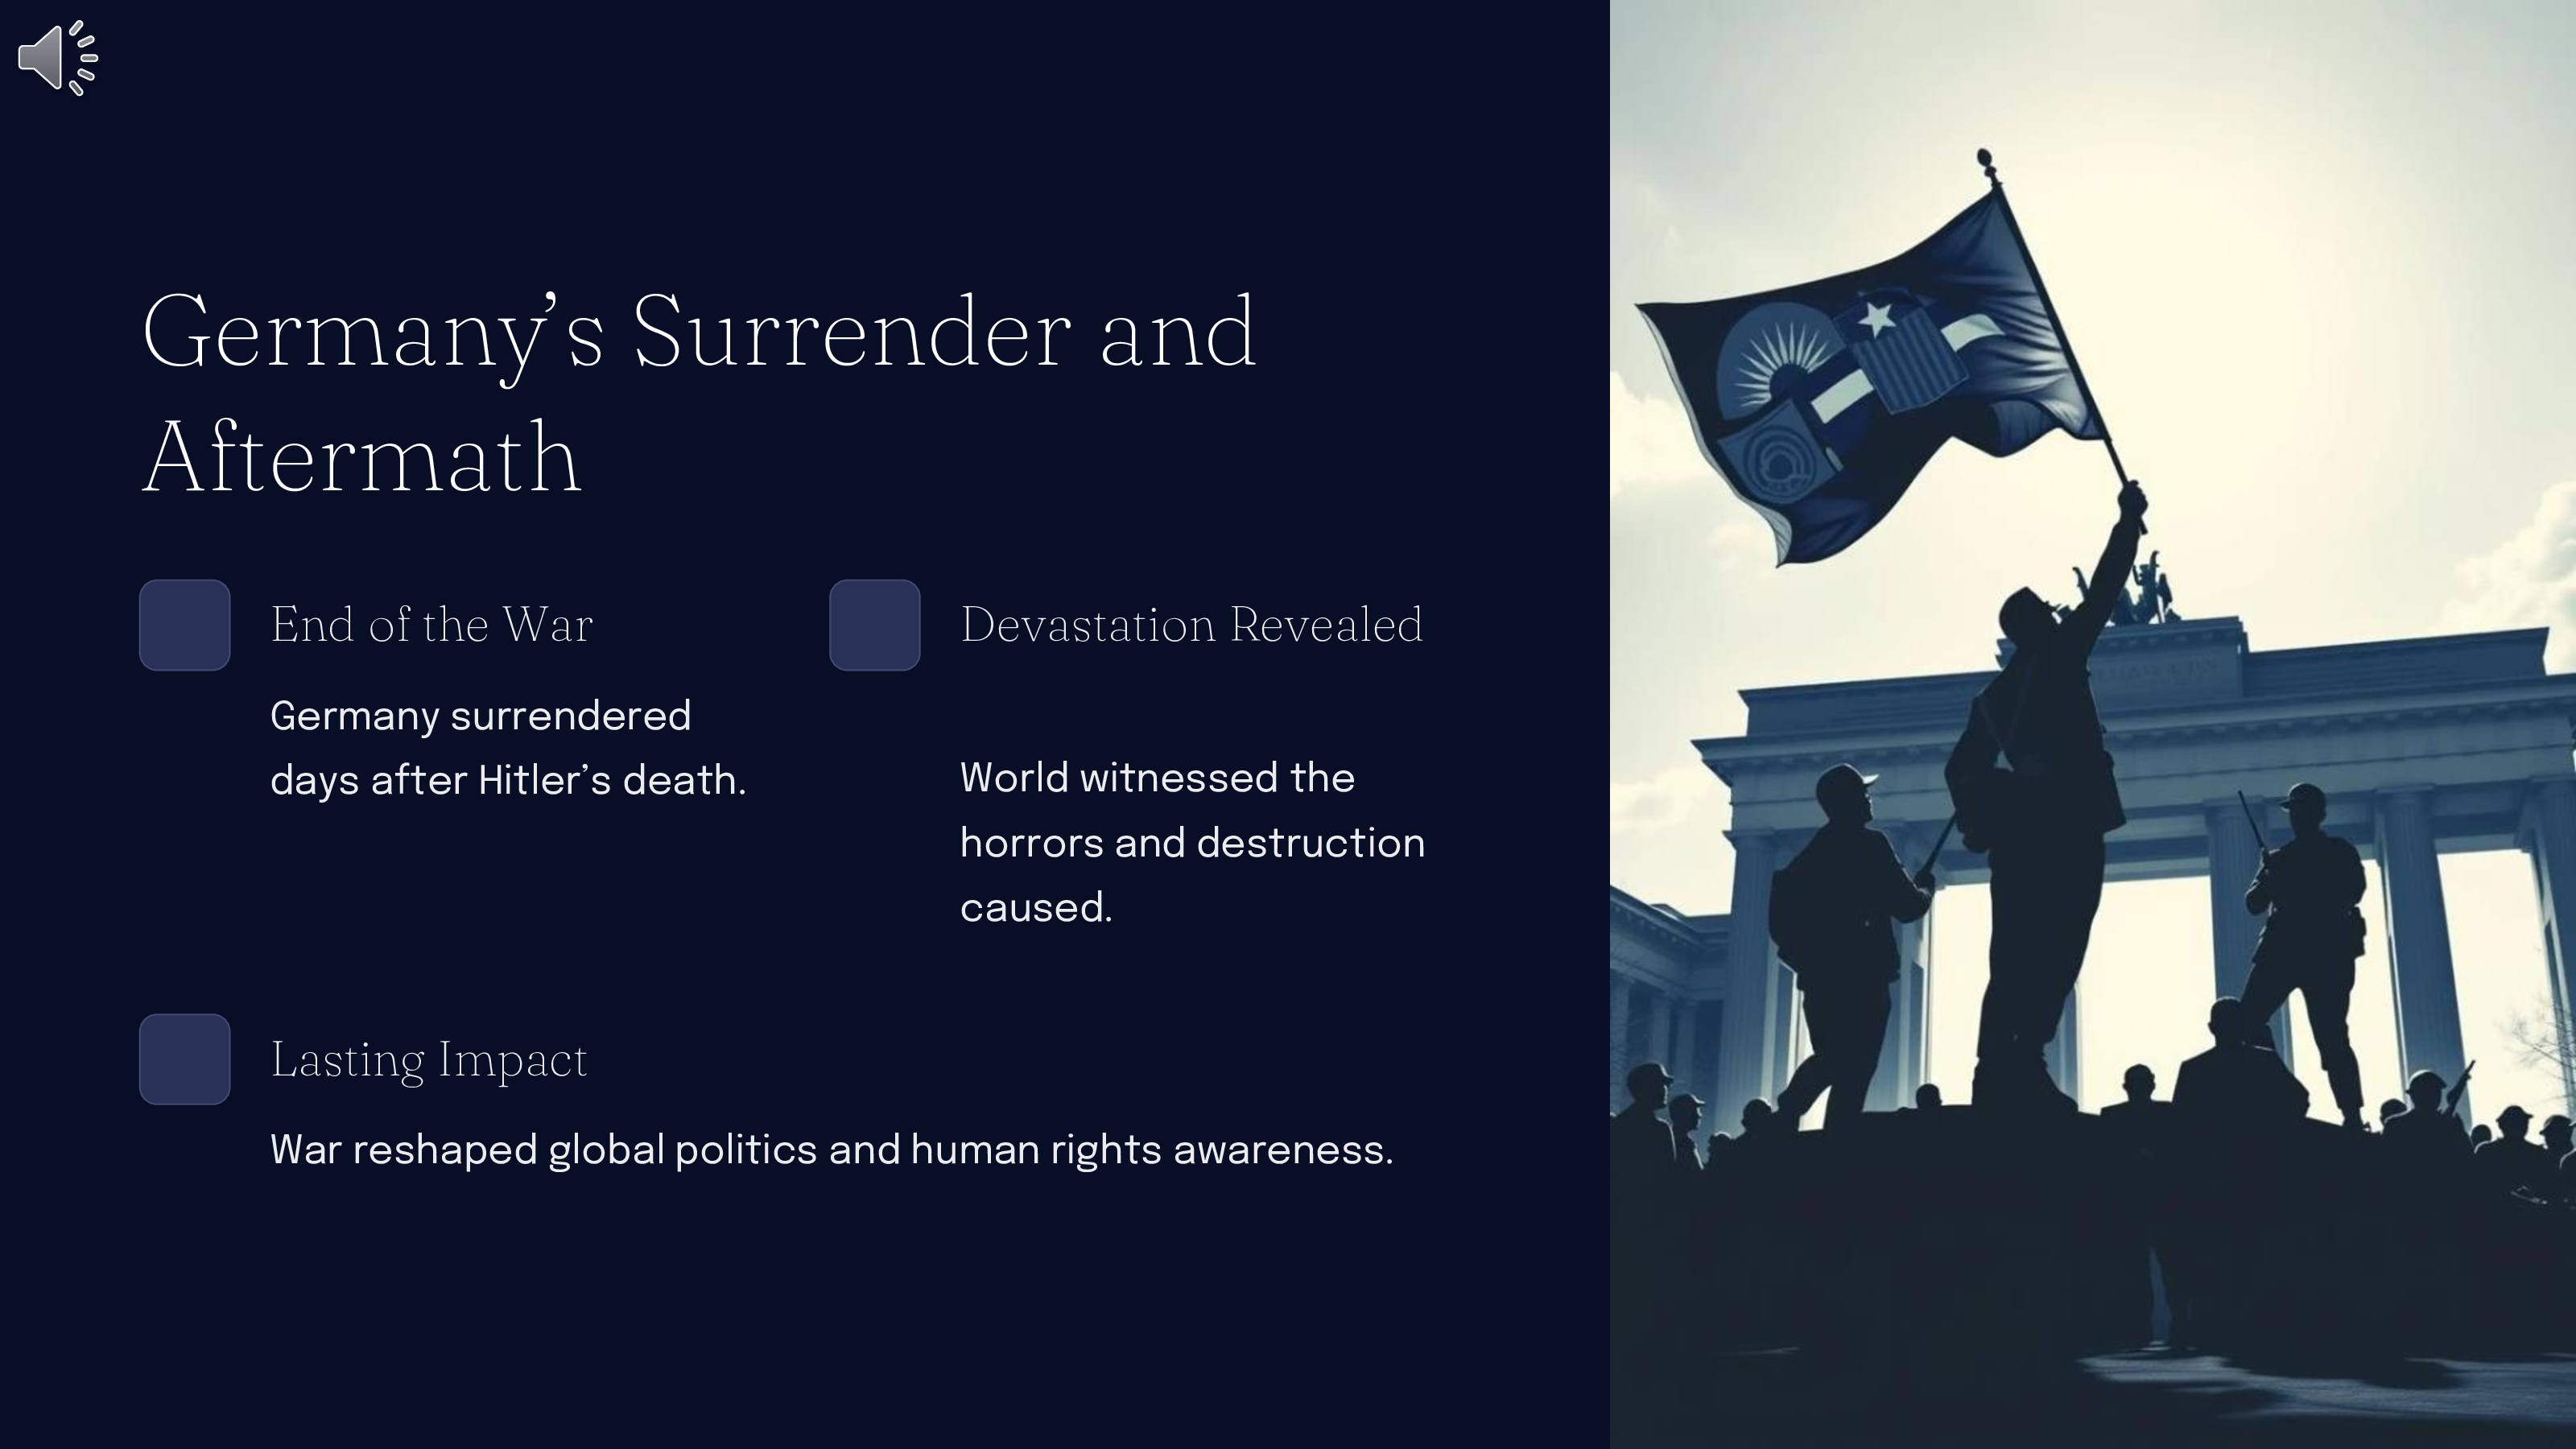 Germany’s Surrender and
Aftermath
End of the War
Germany surrendered
days after Hitler’s death.
Devastation Revealed
World witnessed the
horrors and destruction
caused.
Lasting Impact
War reshaped global politics and human rights awareness.